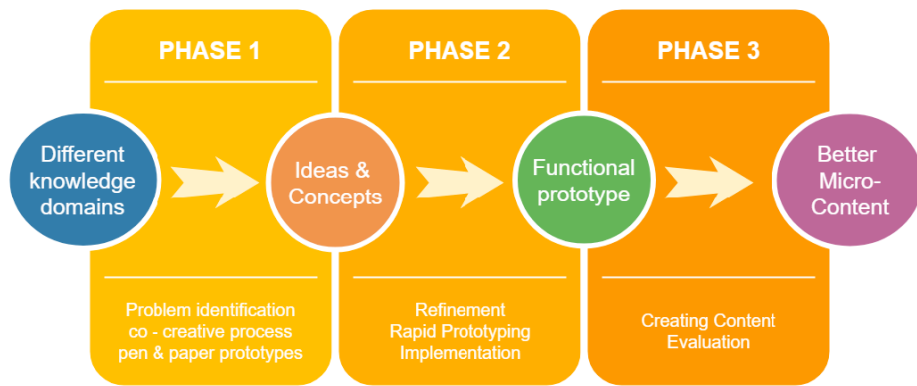 PHASE 1
PHASE 2
PHASE 3
Different
knowledge
domains
Ideas &
Concepts
Functional
prototype
Better
Micro-
Content
Problem identification
co - creative process
pen & paper prototypes
Refinement
Rapid Prototyping
Implementation
Creating Content
Evaluation